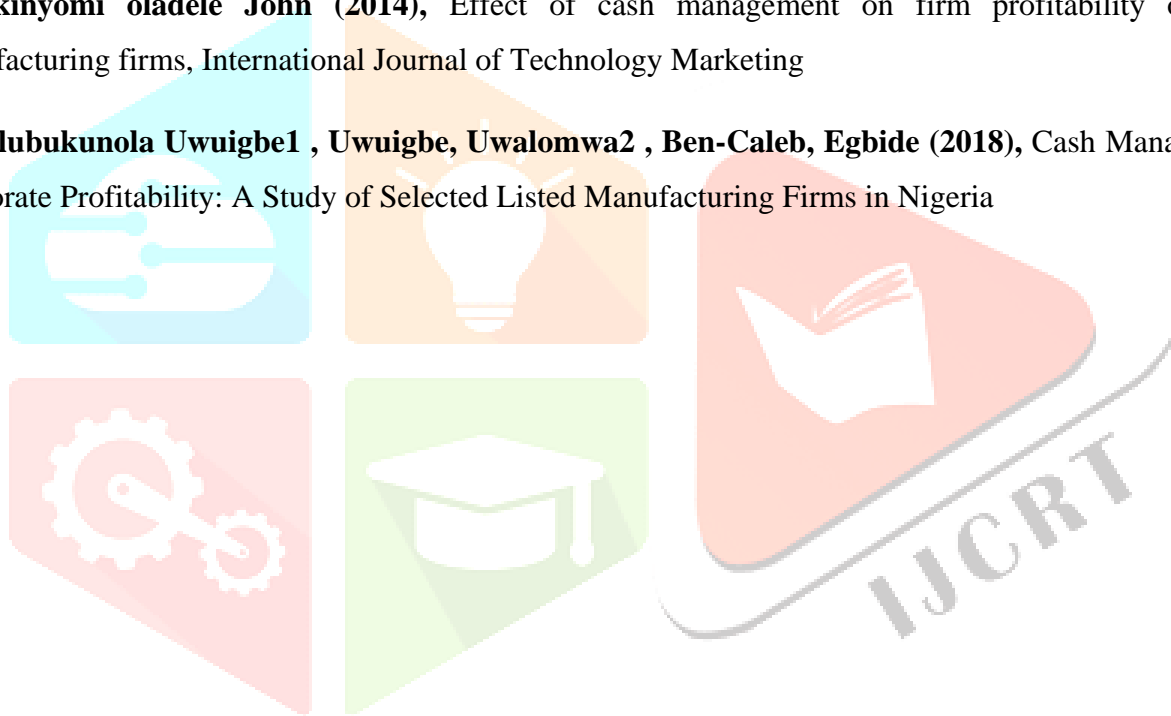 kinyomi oladele John (2014), Effect of cash management on firm profitability
facturing firms, International Journal of Technology Marketing
lubukunola Uwuigbe1 , Uwuigbe, Uwalomwa2 , Ben-Caleb, Egbide (2018), Cash Mana
orate Profitability: A Study of Selected Listed Manufacturing Firms in Nigeria
IJCRT